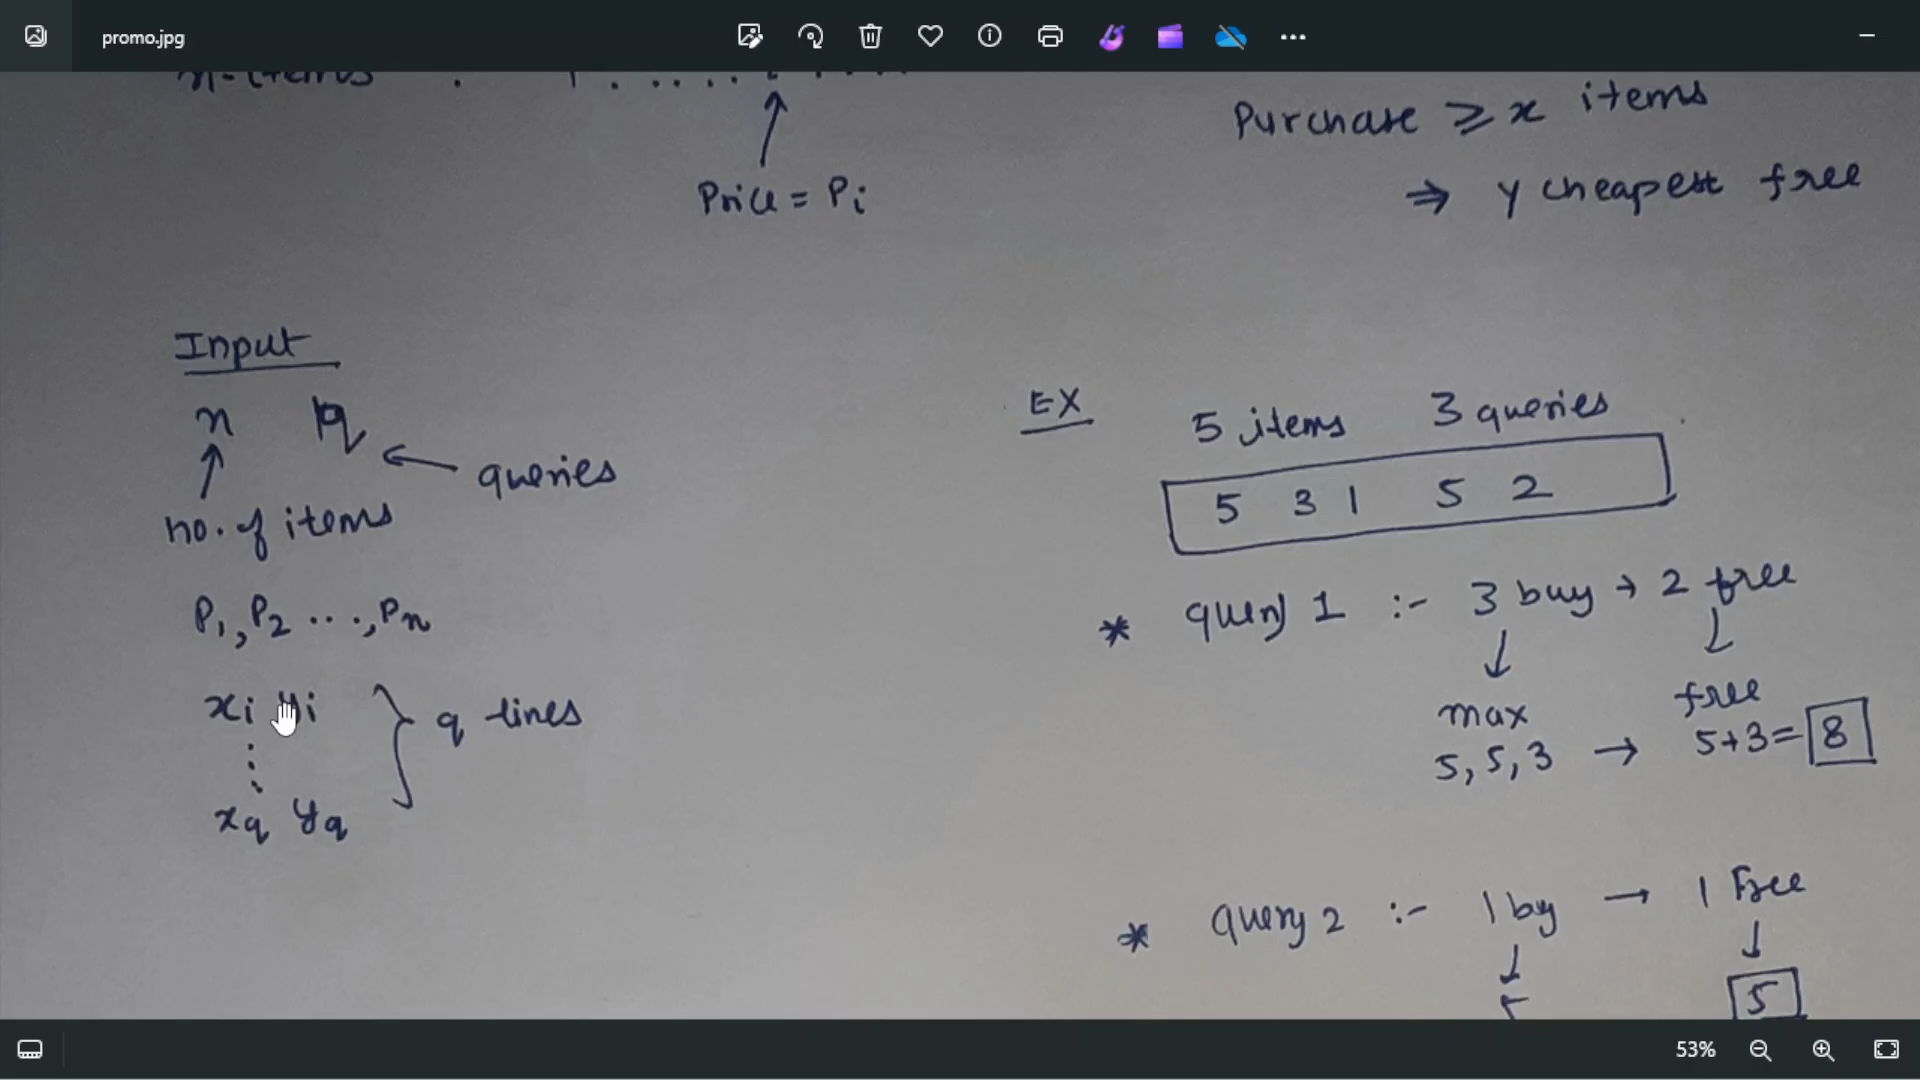 promo.jpg
n-items
Price = Pi
Purchase ≥ x items
⇒ y cheapest free
Input
n q
queries
no. of items
P1, P2 ..., Pn
xi yi
q lines
xq yq
EX 5 items 3 queries
5 3 1 5 2
* query 1 :- 3 buy → 2 free
max free
5, 5, 3 → 5+3= 8
* Query 2 :- 1 by → 1 Free
5
53%